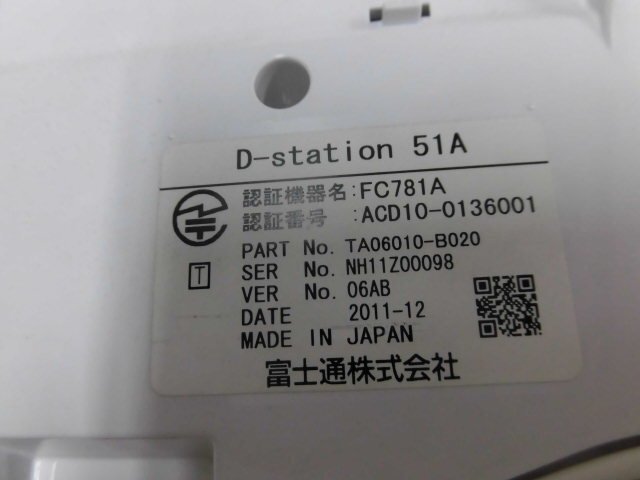 D-station 51A
認証機器名:FC781A
認証番号 :ACD10-0136001
T
PART No. TA06010-B020
SER No. NH11Z00098
VER No. 06AB
DATE 2011-12
MADE IN JAPAN
富士通株式会社